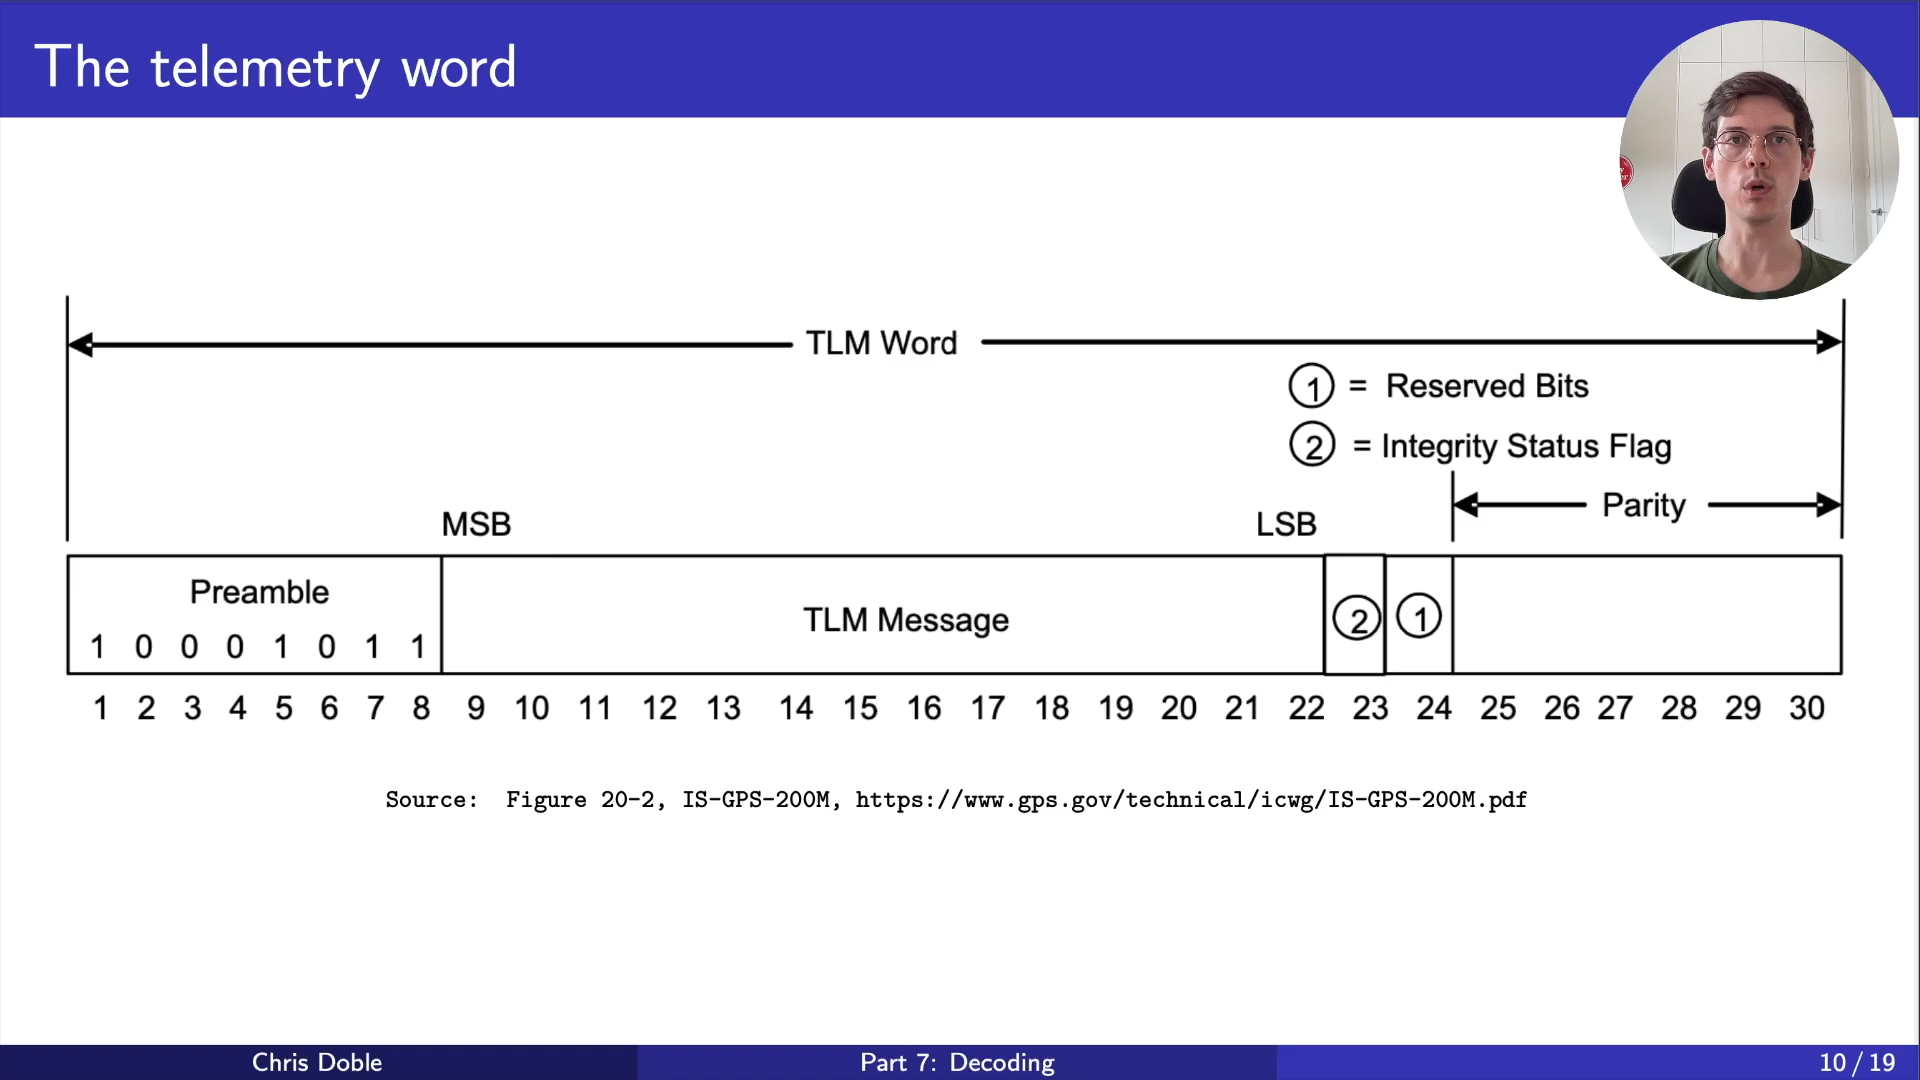 The telemetry word
TLM Word
1 = Reserved Bits
2 = Integrity Status Flag
Parity
MSB
LSB
Preamble
1 0 0 0 1 0 1 1
TLM Message
2
1
1 2 3 4 5 6 7 8 9 10 11 12 13 14 15 16 17 18 19 20 21 22 23 24 25 26 27 28 29 30
Source: Figure 20-2, IS-GPS-200M, https://www.gps.gov/technical/icwg/IS-GPS-200M.pdf
Chris Doble
Part 7: Decoding
10 / 19